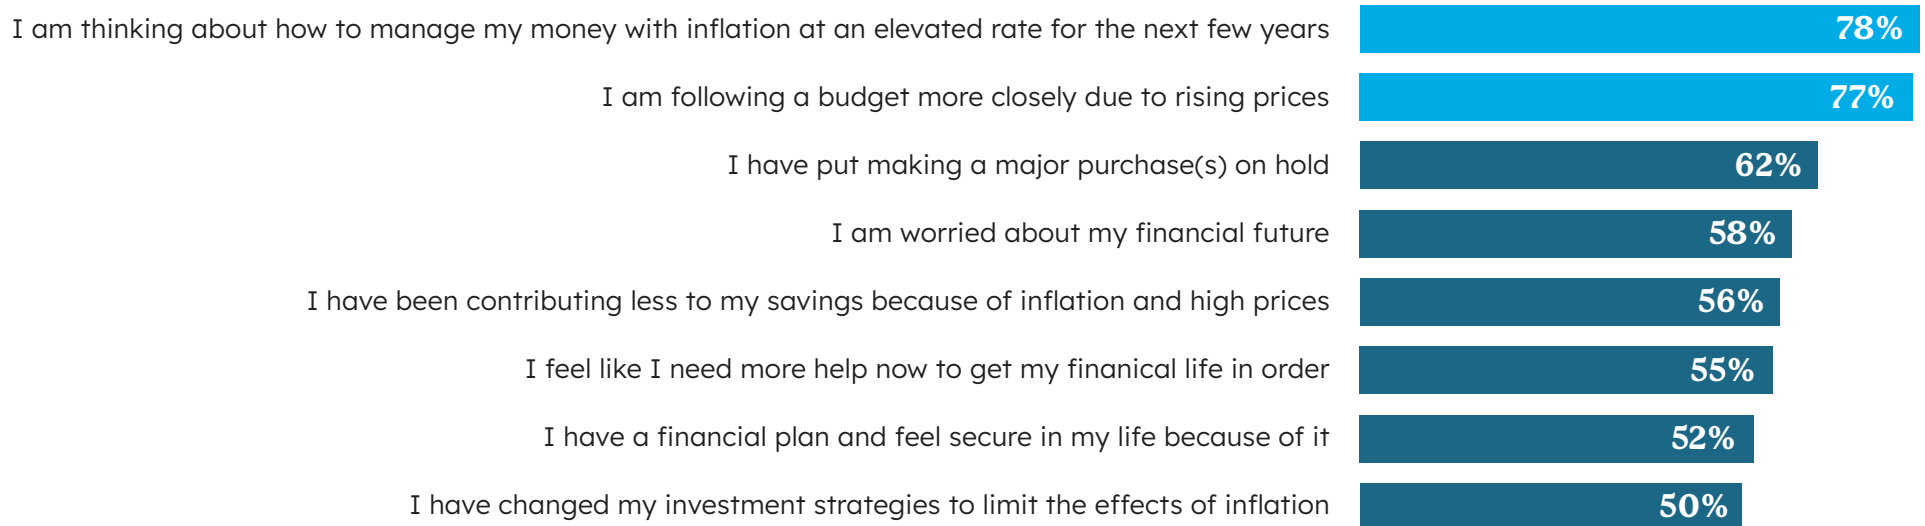 I am thinking about how to manage my money with inflation at an elevated rate for the next few years 78%
I am following a budget more closely due to rising prices 77%
I have put making a major purchase(s) on hold 62%
I am worried about my financial future 58%
I have been contributing less to my savings because of inflation and high prices 56%
I feel like I need more help now to get my finanical life in order 55%
I have a financial plan and feel secure in my life because of it 52%
I have changed my investment strategies to limit the effects of inflation 50%